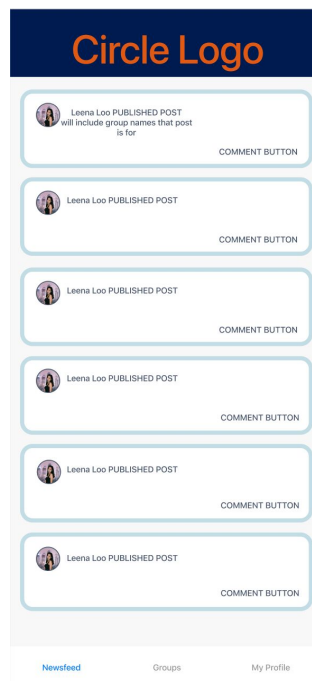 Circle Logo
Leena Loo PUBLISHED POST
will include group names that post
is for
COMMENT BUTTON
Leena Loo PUBLISHED POST
COMMENT BUTTON
Leena Loo PUBLISHED POST
COMMENT BUTTON
Leena Loo PUBLISHED POST
COMMENT BUTTON
Leena Loo PUBLISHED POST
COMMENT BUTTON
Leena Loo PUBLISHED POST
COMMENT BUTTON
Newsfeed Groups My Profile